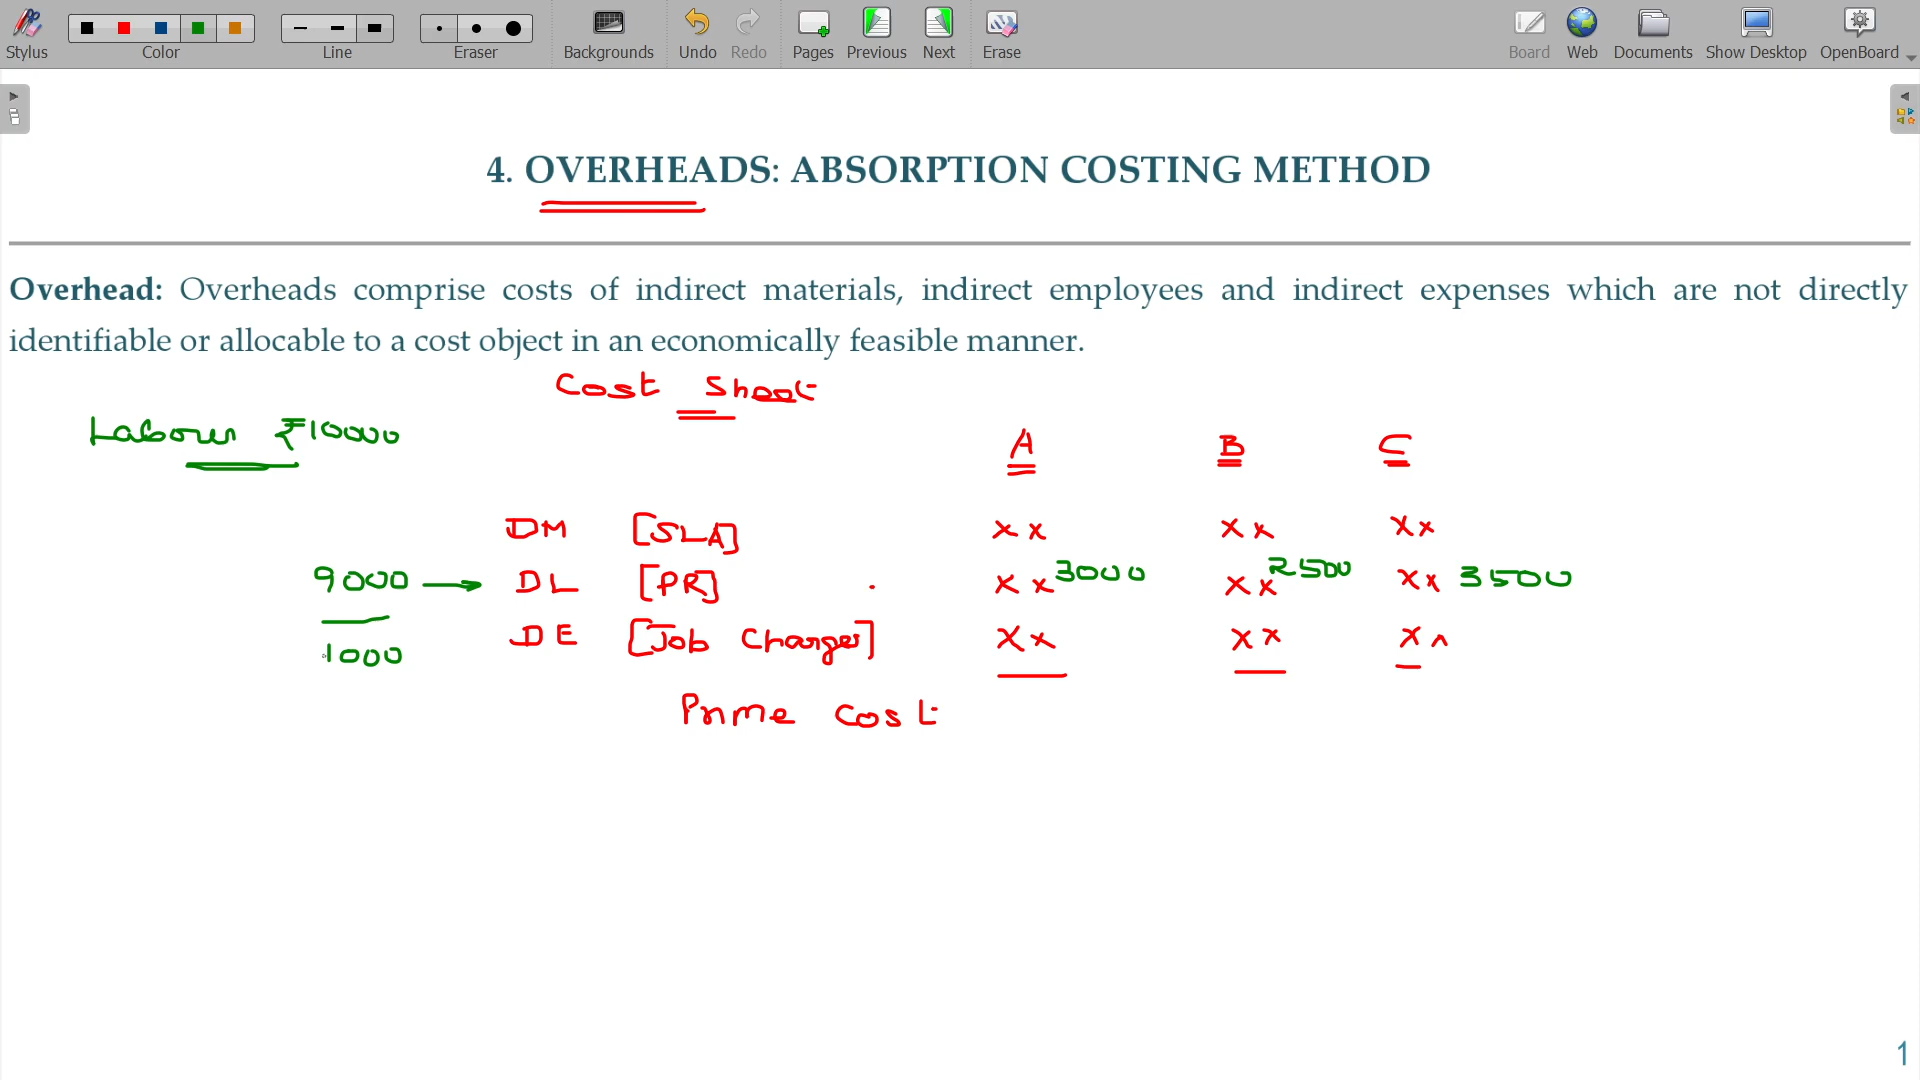 Stylus Color Line Eraser Backgrounds Undo Redo Pages Previous Next Erase Board Web Documents Show Desktop OpenBoard
4. OVERHEADS: ABSORPTION COSTING METHOD
Overhead: Overheads comprise costs of indirect materials, indirect employees and indirect expenses which are not directly
identifiable or allocable to a cost object in an economically feasible manner.
Cost Sheet
Labour ₹10000
A B C
DM [SLA] xx xx xx
9000 → DL [PR] xx 3000 xx 2500 xx 3500
DE [Job Charges] xx xx xx
1000
Prime Cost
1